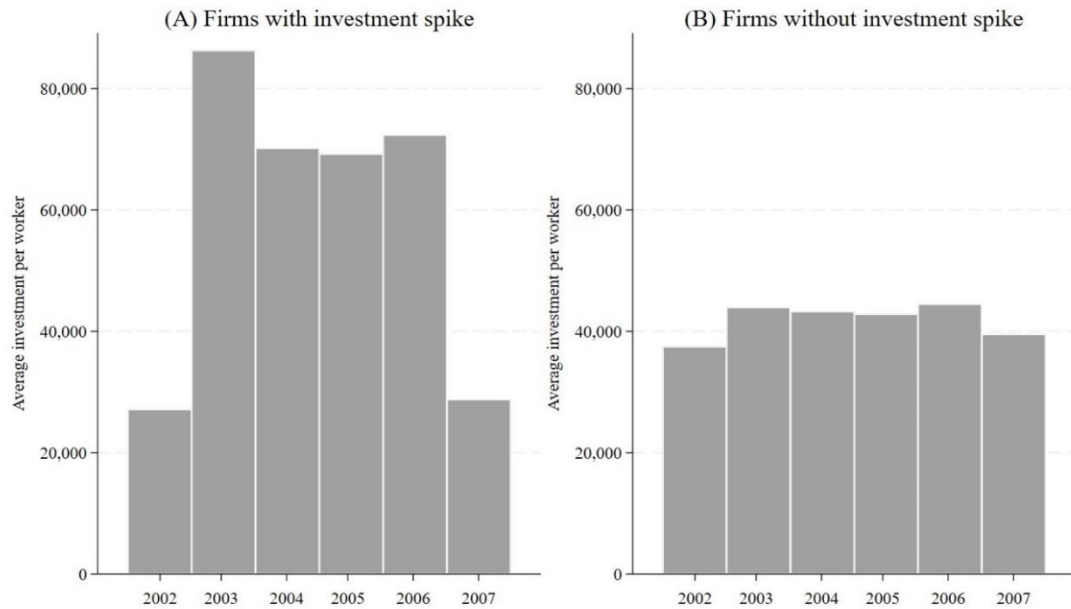 (A) Firms with investment spike
Average investment per worker
80,000
60,000
40,000
20,000
0
2002 2003 2004 2005 2006 2007
(B) Firms without investment spike
Average investment per worker
80,000
60,000
40,000
20,000
0
2002 2003 2004 2005 2006 2007